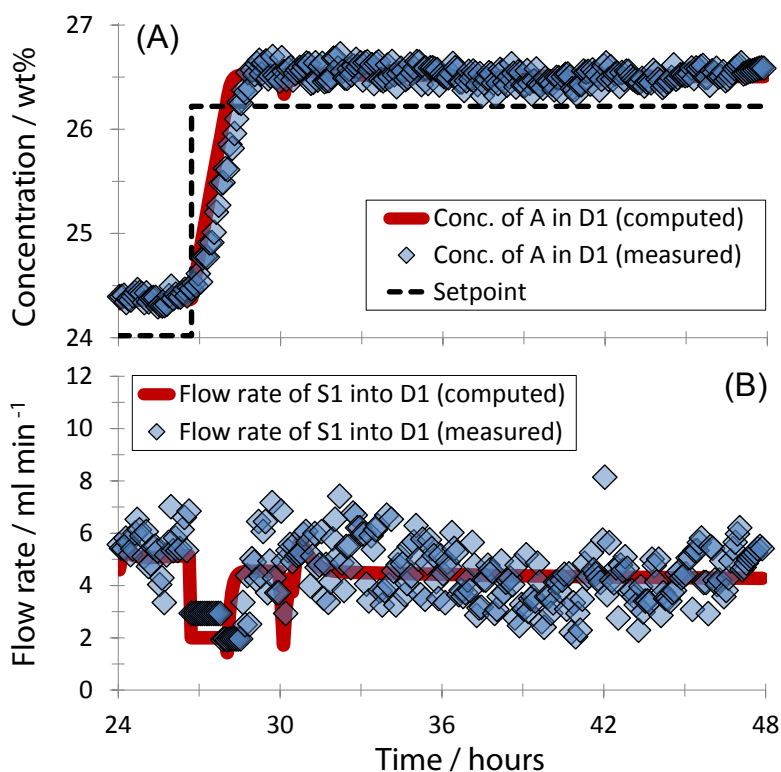 (A)
Concentration / wt%
27
26
25
24
Conc. of A in D1 (computed)
Conc. of A in D1 (measured)
Setpoint
(B)
Flow rate / ml min⁻¹
12
10
8
6
4
2
0
Flow rate of S1 into D1 (computed)
Flow rate of S1 into D1 (measured)
24 30 36 42 48
Time / hours